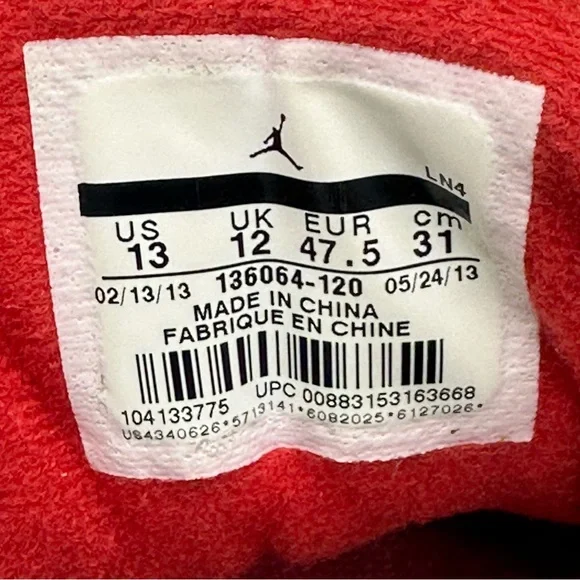 LN4
US UK EUR cm
13 12 47.5 31
02/13/13 136064-120 05/24/13
MADE IN CHINA
FABRIQUE EN CHINE
104133775 UPC 00883153163668
US4340626*5713141*6082025*6127026*